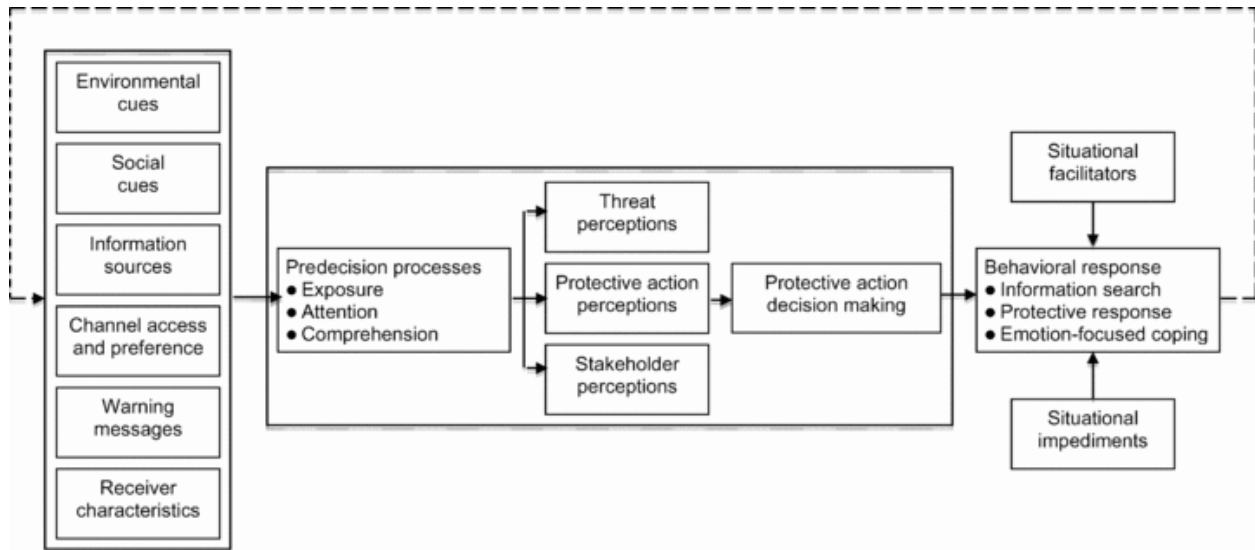 Environmental
cues
Social
cues
Information
sources
Channel access
and preference
Warning
messages
Receiver
characteristics
Predecision processes
● Exposure
● Attention
● Comprehension
Threat
perceptions
Protective action
perceptions
Stakeholder
perceptions
Protective action
decision making
Situational
facilitators
Behavioral response
● Information search
● Protective response
● Emotion-focused coping
Situational
impediments